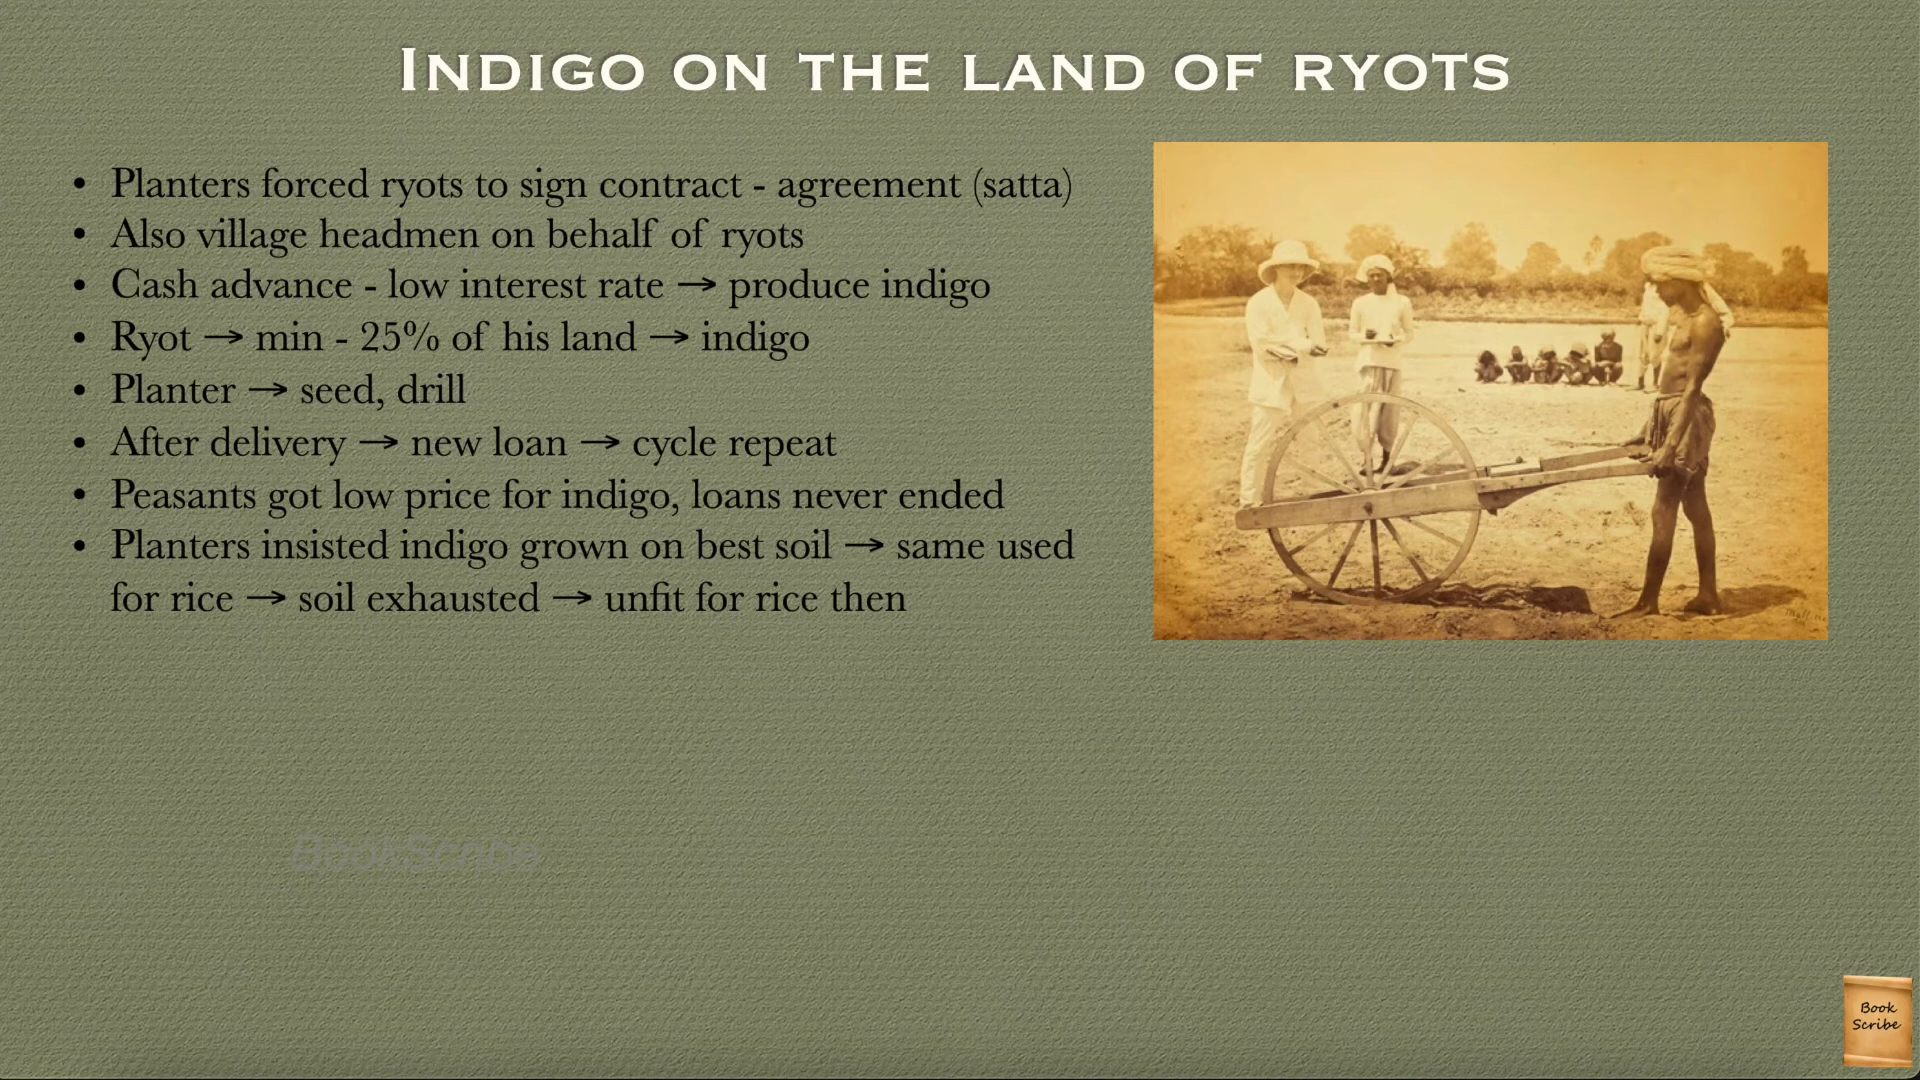 Indigo on the land of ryots
• Planters forced ryots to sign contract - agreement (satta)
• Also village headmen on behalf of ryots
• Cash advance - low interest rate → produce indigo
• Ryot → min - 25% of his land → indigo
• Planter → seed, drill
• After delivery → new loan → cycle repeat
• Peasants got low price for indigo, loans never ended
• Planters insisted indigo grown on best soil → same used
for rice → soil exhausted → unfit for rice then
BookScribe
Book
Scribe